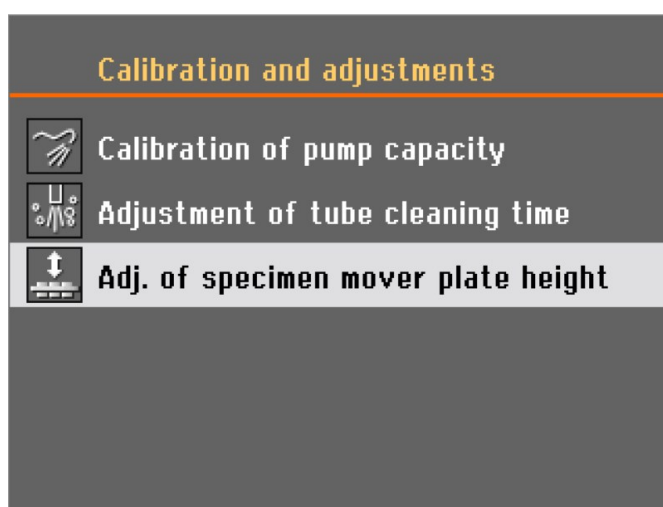 Calibration and adjustments
Calibration of pump capacity
Adjustment of tube cleaning time
Adj. of specimen mover plate height